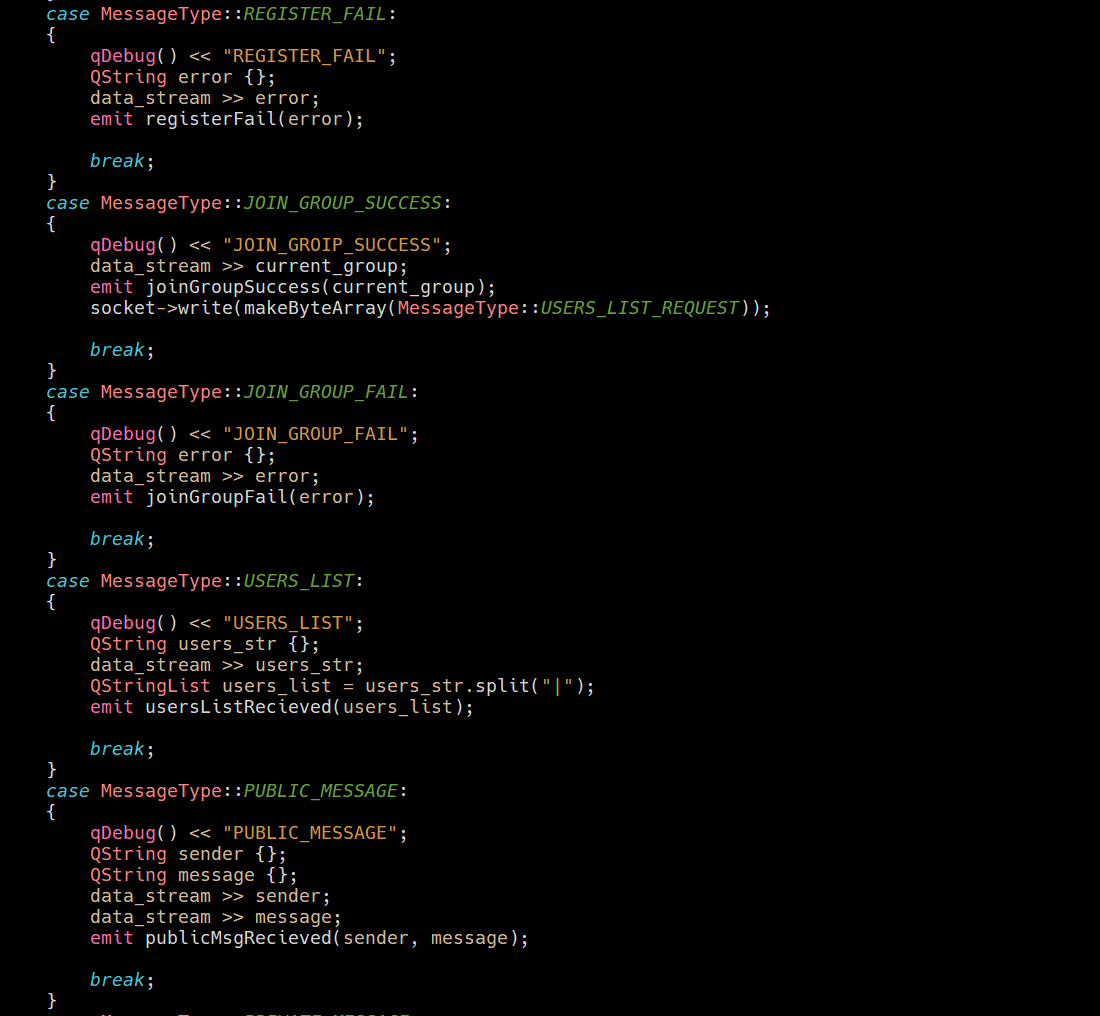 case MessageType::REGISTER_FAIL:
{
    qDebug() << "REGISTER_FAIL";
    QString error {};
    data_stream >> error;
    emit registerFail(error);

    break;
}
case MessageType::JOIN_GROUP_SUCCESS:
{
    qDebug() << "JOIN_GROIP_SUCCESS";
    data_stream >> current_group;
    emit joinGroupSuccess(current_group);
    socket->write(makeByteArray(MessageType::USERS_LIST_REQUEST));

    break;
}
case MessageType::JOIN_GROUP_FAIL:
{
    qDebug() << "JOIN_GROUP_FAIL";
    QString error {};
    data_stream >> error;
    emit joinGroupFail(error);

    break;
}
case MessageType::USERS_LIST:
{
    qDebug() << "USERS_LIST";
    QString users_str {};
    data_stream >> users_str;
    QStringList users_list = users_str.split("|");
    emit usersListRecieved(users_list);

    break;
}
case MessageType::PUBLIC_MESSAGE:
{
    qDebug() << "PUBLIC_MESSAGE";
    QString sender {};
    QString message {};
    data_stream >> sender;
    data_stream >> message;
    emit publicMsgRecieved(sender, message);

    break;
}